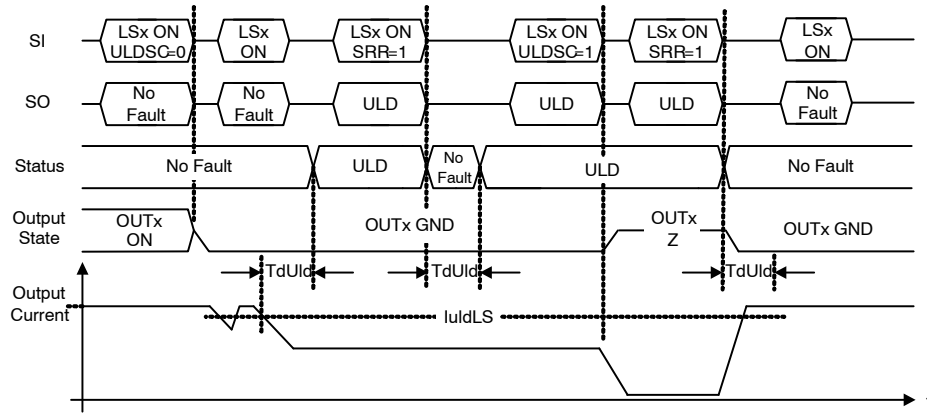 SI
LSx ON
ULDSC=0
LSx
ON
LSx ON
SRR=1
LSx ON
ULDSC=1
LSx ON
SRR=1
LSx
ON
SO
No
Fault
No
Fault
ULD
ULD
ULD
No
Fault
Status
No Fault
ULD
No
Fault
ULD
No Fault
Output
State
OUTx
ON
OUTx GND
OUTx
Z
OUTx GND
TdUld
TdUld
TdUld
Output
Current
IuldLS